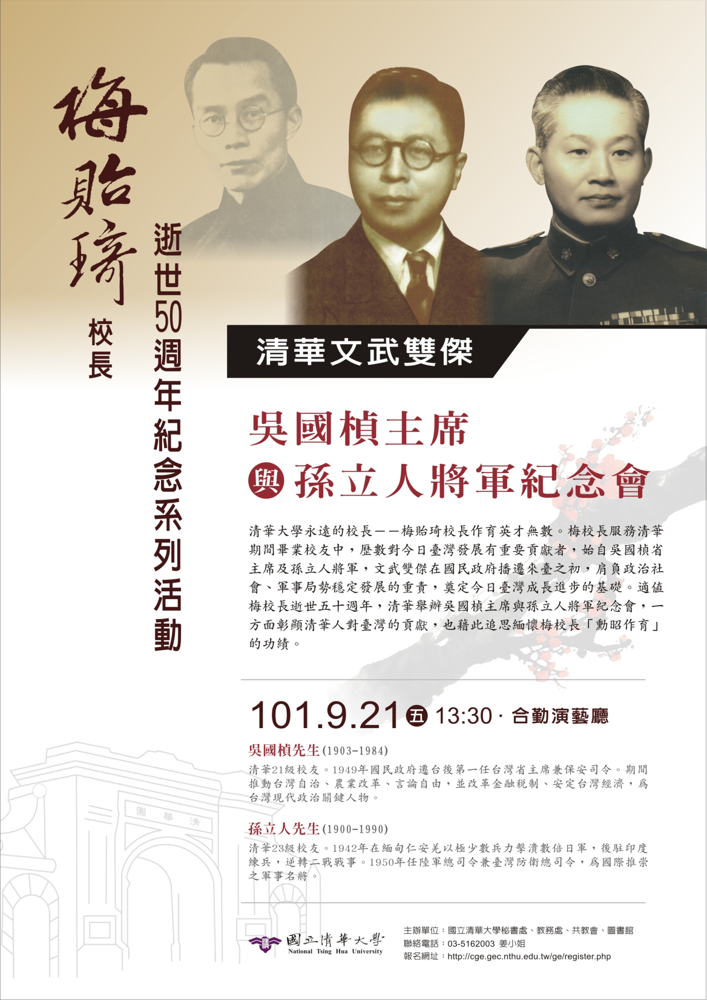 梅貽琦
校長
逝世50週年紀念系列活動
清華文武雙傑
吳國楨主席
與孫立人將軍紀念會
清華大學永遠的校長－－梅貽琦校長作育英才無數。梅校長服務清華
期間畢業校友中，歷數對今日臺灣發展有重要貢獻者，始自吳國楨省
主席及孫立人將軍，文武雙傑在國民政府播遷來臺之初，肩負政治社
會、軍事局勢穩定發展的重責，奠定今日臺灣成長進步的基礎。適值
梅校長逝世五十週年，清華舉辦吳國楨主席與孫立人將軍紀念會，一
方面彰顯清華人對臺灣的貢獻，也藉此追思緬懷梅校長「勳昭作育」
的功績。
101.9.21 五 13:30．合勤演藝廳
吳國楨先生(1903-1984)
清華21級校友。1949年國民政府遷台後第一任台灣省主席兼保安司令。期間
推動台灣自治、農業改革、言論自由，並改革金融税制、安定台灣經濟，為
台灣現代政治關鍵人物。
孫立人先生(1900-1990)
清華23級校友。1942年在緬甸仁安羌以極少數兵力擊潰數倍日軍，後駐印度
練兵，逆轉二戰戰事。1950年任陸軍總司令兼臺灣防衛總司令，為國際推崇
之軍事名將。
園華清
國立清華大學
National Tsing Hua University
主辦單位：國立清華大學秘書處、教務處、共教會、圖書館
聯絡電話：03-5162003 姜小姐
報名網址：http://cge.gec.nthu.edu.tw/ge/register.php